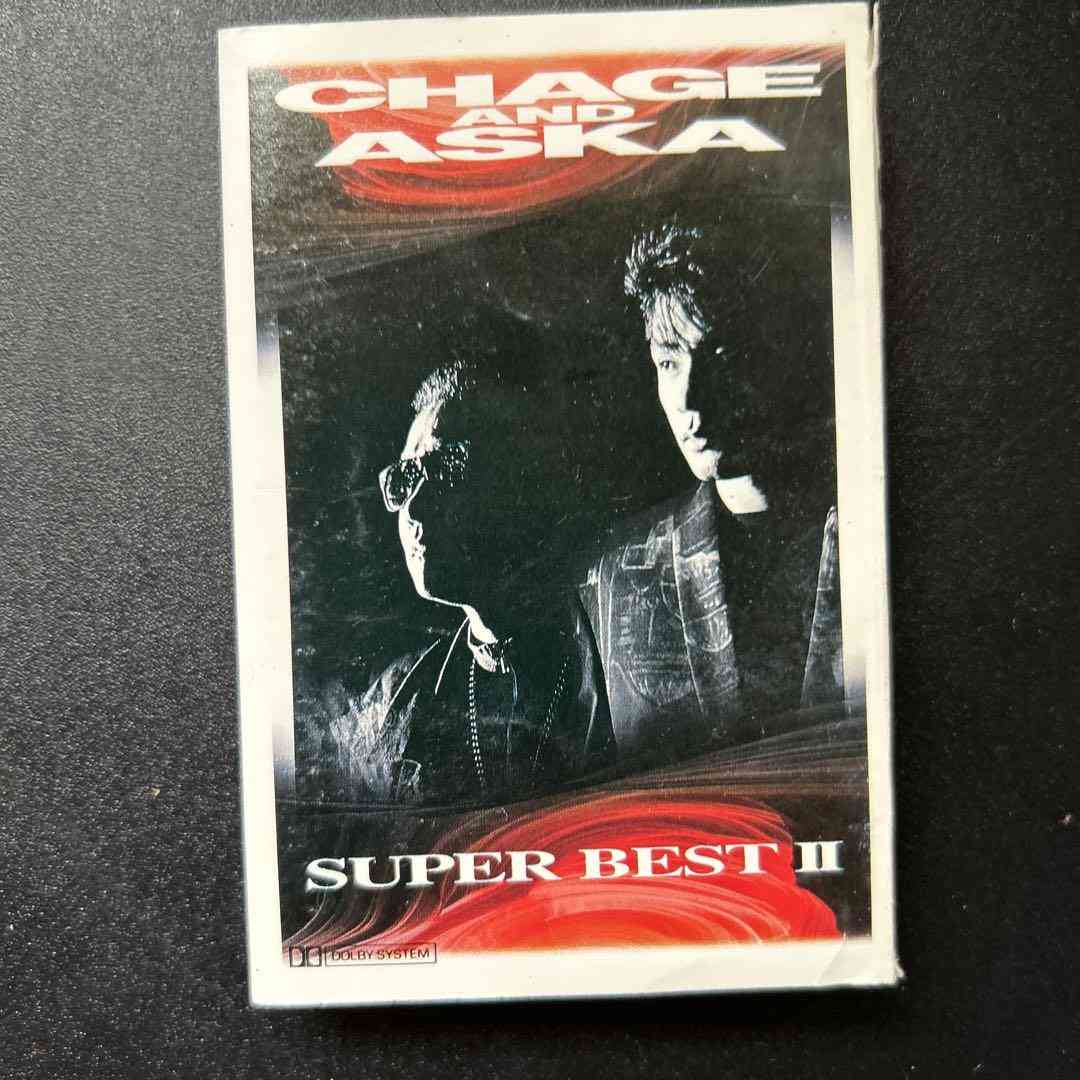 CHAGE
AND
ASKA
SUPER BEST II
DOLBY SYSTEM